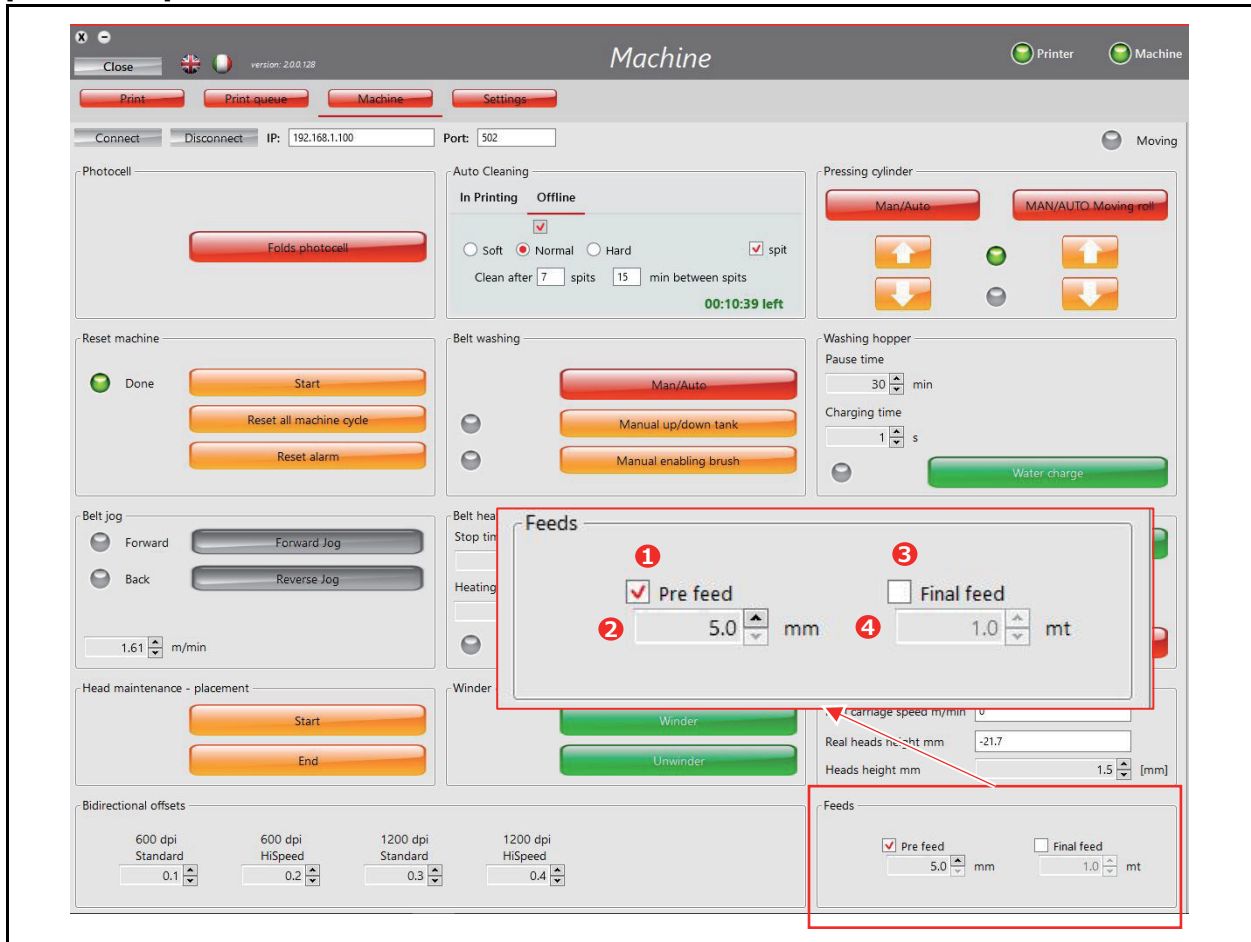 X −
Close
version: 2.0.0.128
Machine
Printer
Machine
Print
Print queue
Machine
Settings
Connect
Disconnect
IP: 192.168.1.100
Port: 502
Moving
Photocell
Folds photocell
Auto Cleaning
In Printing Offline
Soft Normal Hard spit
Clean after 7 spits 15 min between spits
00:10:39 left
Pressing cylinder
Man/Auto
MAN/AUTO Moving roll
Reset machine
Done
Start
Reset all machine cycle
Reset alarm
Belt washing
Man/Auto
Manual up/down tank
Manual enabling brush
Washing hopper
Pause time
30 min
Charging time
1 s
Water charge
Belt jog
Forward
Forward Jog
Back
Reverse Jog
1.61 m/min
Belt hea
Stop tim
Heating
Feeds
1
3
Pre feed
Final feed
2
5.0 mm
4
1.0 mt
Head maintenance - placement
Start
End
Winder
Winder
Unwinder
carriage speed m/min 0
Real heads height mm -21.7
Heads height mm 1.5 [mm]
Bidirectional offsets
600 dpi 600 dpi 1200 dpi 1200 dpi
Standard HiSpeed Standard HiSpeed
0.1 0.2 0.3 0.4
Feeds
Pre feed Final feed
5.0 mm 1.0 mt